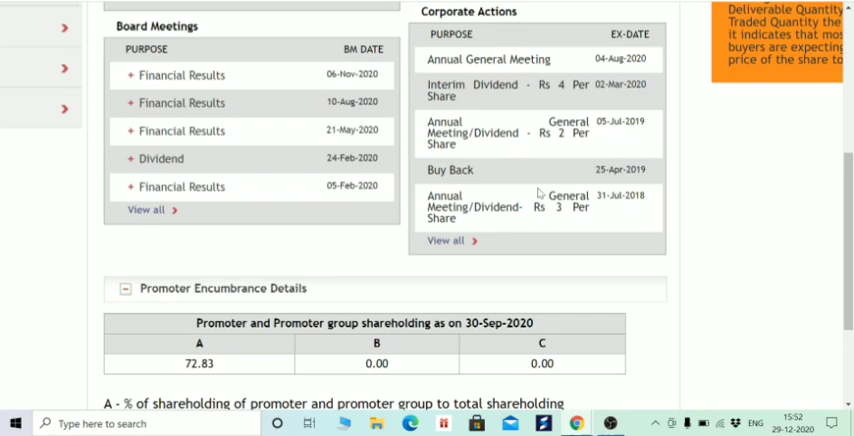 Board Meetings
PURPOSE BM DATE
+ Financial Results 06-Nov-2020
+ Financial Results 10-Aug-2020
+ Financial Results 21-May-2020
+ Dividend 24-Feb-2020
+ Financial Results 05-Feb-2020
View all
Corporate Actions
PURPOSE EX-DATE
Annual General Meeting 04-Aug-2020
Interim Dividend - Rs 4 Per 02-Mar-2020
Share
Annual General 05-Jul-2019
Meeting/Dividend - Rs 2 Per
Share
Buy Back 25-Apr-2019
Annual General 31-Jul-2018
Meeting/Dividend- Rs 3 Per
Share
View all
Deliverable Quantity
Traded Quantity the
it indicates that mos
buyers are expecting
price of the share to
Promoter Encumbrance Details
Promoter and Promoter group shareholding as on 30-Sep-2020
A B C
72.83 0.00 0.00
A - % of shareholding of promoter and promoter group to total shareholding
Type here to search
ENG
15:52
29-12-2020